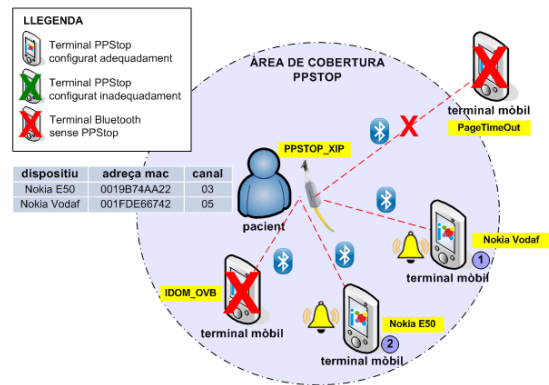 LLEGENDA
Terminal PPStop
configurat adequadament
Terminal PPStop
configurat inadequadament
Terminal Bluetooth
sense PPStop
ÀREA DE COBERTURA
PPSTOP
terminal mòbil
PageTimeOut
PPSTOP_XIP
dispositiu adreça mac canal
Nokia E50 0019B74AA22 03
Nokia Vodaf 001FDE66742 05
pacient
Nokia Vodaf
1
terminal mòbil
IDOM_OVB
terminal mòbil
Nokia E50
2
terminal mòbil